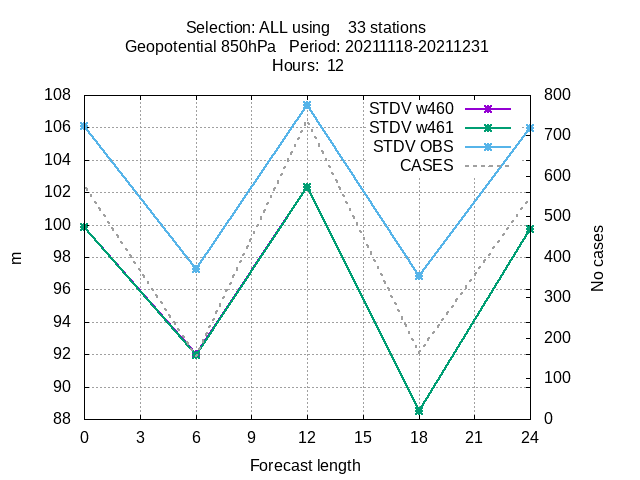 Selection: ALL using 33 stations
Geopotential 850hPa Period: 20211118-20211231
Hours: 12
108
106
104
102
100
98
96
94
92
90
88
800
700
600
500
400
300
200
100
0
STDV w460
STDV w461
STDV OBS
CASES
m
No cases
0 3 6 9 12 15 18 21 24
Forecast length